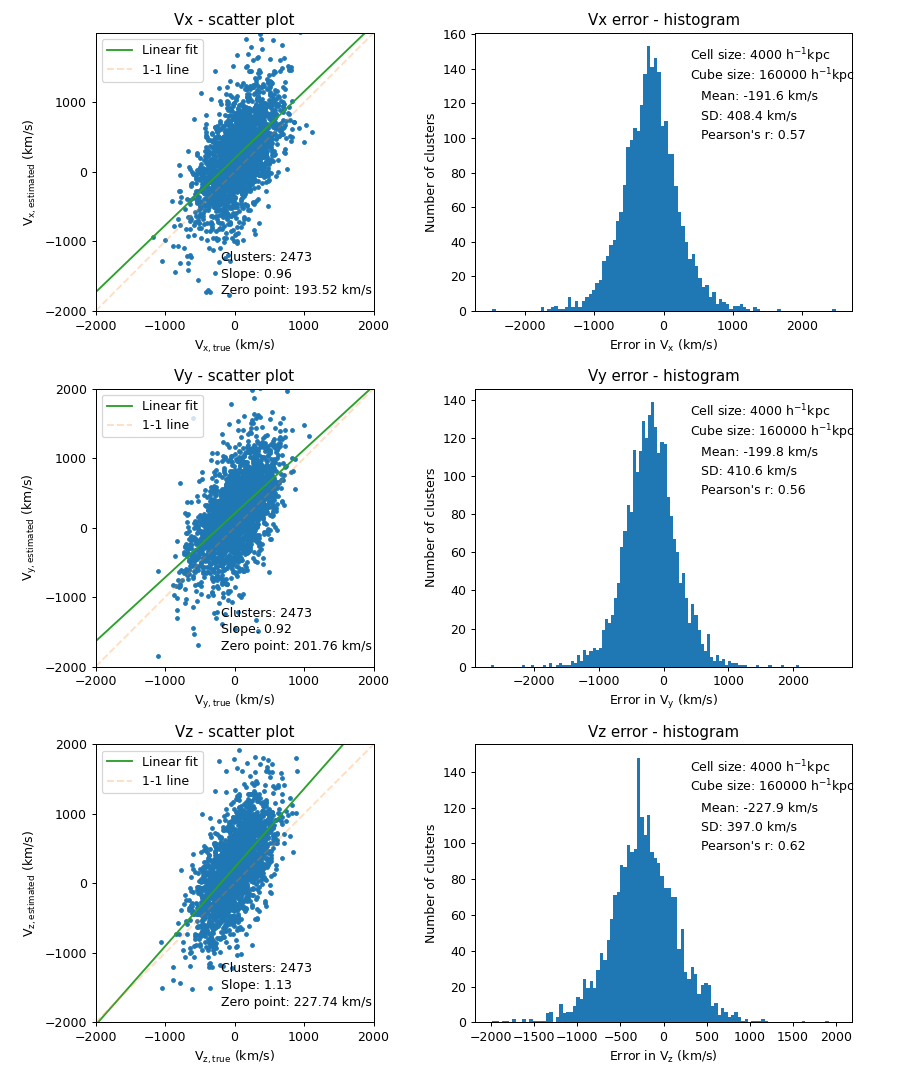 Vx - scatter plot
Linear fit
1-1 line
1000
0
−1000
−2000
V_x, estimated (km/s)
Clusters: 2473
Slope: 0.96
Zero point: 193.52 km/s
−2000 −1000 0 1000 2000
V_x, true (km/s)
Vx error - histogram
Cell size: 4000 h⁻¹kpc
Cube size: 160000 h⁻¹kpc
Mean: -191.6 km/s
SD: 408.4 km/s
Pearson's r: 0.57
160
140
120
100
80
60
40
20
0
Number of clusters
−2000 −1000 0 1000 2000
Error in V_x (km/s)
Vy - scatter plot
Linear fit
1-1 line
2000
1000
0
−1000
−2000
V_y, estimated (km/s)
Clusters: 2473
Slope: 0.92
Zero point: 201.76 km/s
−2000 −1000 0 1000 2000
V_y, true (km/s)
Vy error - histogram
Cell size: 4000 h⁻¹kpc
Cube size: 160000 h⁻¹kpc
Mean: -199.8 km/s
SD: 410.6 km/s
Pearson's r: 0.56
140
120
100
80
60
40
20
0
Number of clusters
−2000 −1000 0 1000 2000
Error in V_y (km/s)
Vz - scatter plot
Linear fit
1-1 line
2000
1000
0
−1000
−2000
V_z, estimated (km/s)
Clusters: 2473
Slope: 1.13
Zero point: 227.74 km/s
−2000 −1000 0 1000 2000
V_z, true (km/s)
Vz error - histogram
Cell size: 4000 h⁻¹kpc
Cube size: 160000 h⁻¹kpc
Mean: -227.9 km/s
SD: 397.0 km/s
Pearson's r: 0.62
140
120
100
80
60
40
20
0
Number of clusters
−2000 −1500 −1000 −500 0 500 1000 1500 2000
Error in V_z (km/s)